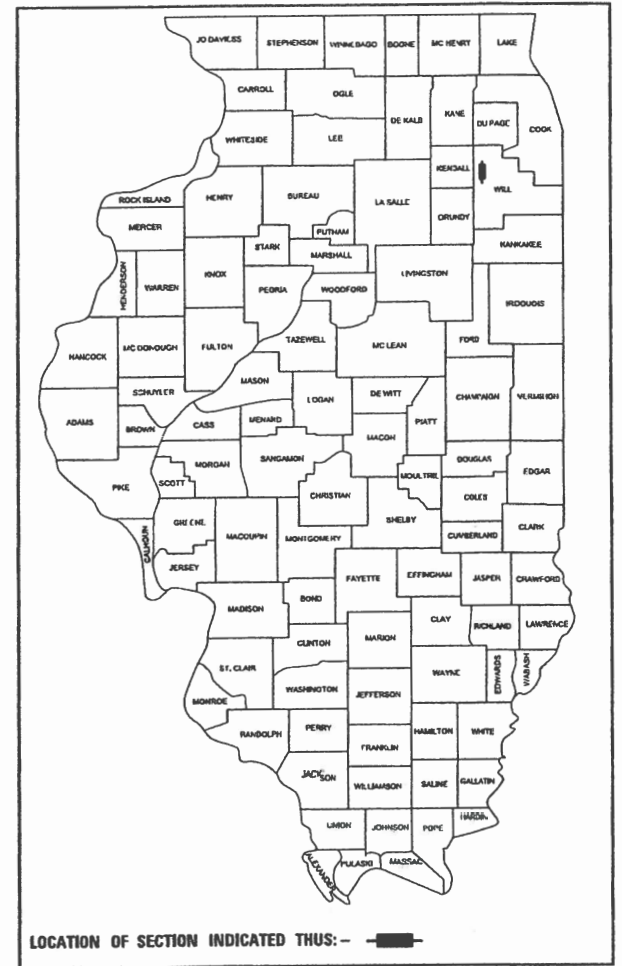 JO DAVIESS STEPHENSON WINNEBAGO BOONE MC HENRY LAKE
CARROLL OGLE DE KALB KANE DU PAGE COOK
WHITESIDE LEE
KENDALL WILL
ROCK ISLAND HENRY BUREAU LA SALLE GRUNDY
MERCER PUTNAM
STARK MARSHALL KANKAKEE
HENDERSON WARREN KNOX PEORIA WOODFORD LIVINGSTON IROQUOIS
HANCOCK MC DONOUGH FULTON TAZEWELL MC LEAN FORD
MASON
SCHUYLER LOGAN DE WITT CHAMPAIGN VERMILION
ADAMS BROWN CASS MENARD PIATT
MACON
MORGAN SANGAMON DOUGLAS EDGAR
PIKE SCOTT CHRISTIAN MOULTRIE COLES
CALHOUN GREENE MACOUPIN MONTGOMERY SHELBY CUMBERLAND CLARK
JERSEY FAYETTE EFFINGHAM JASPER CRAWFORD
MADISON BOND
CLINTON MARION CLAY RICHLAND LAWRENCE
ST. CLAIR WAYNE EDWARDS WABASH
MONROE WASHINGTON JEFFERSON
RANDOLPH PERRY HAMILTON WHITE
FRANKLIN
JACKSON WILLIAMSON SALINE GALLATIN
UNION JOHNSON POPE HARDIN
ALEXANDER PULASKI MASSAC
LOCATION OF SECTION INDICATED THUS:-